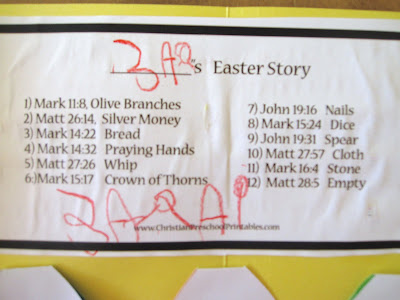 's Easter Story
1) Mark 11:8, Olive Branches
2) Matt 26:14, Silver Money
3) Mark 14:22 Bread
4) Mark 14:32 Praying Hands
5) Matt 27:26 Whip
6:) Mark 15:17 Crown of Thorns
7) John 19:16 Nails
8) Mark 15:24 Dice
9) John 19:31 Spear
10) Matt 27:57 Cloth
11) Mark 16:4 Stone
12) Matt 28:5 Empty
www.ChristianPreschoolPrintables.com